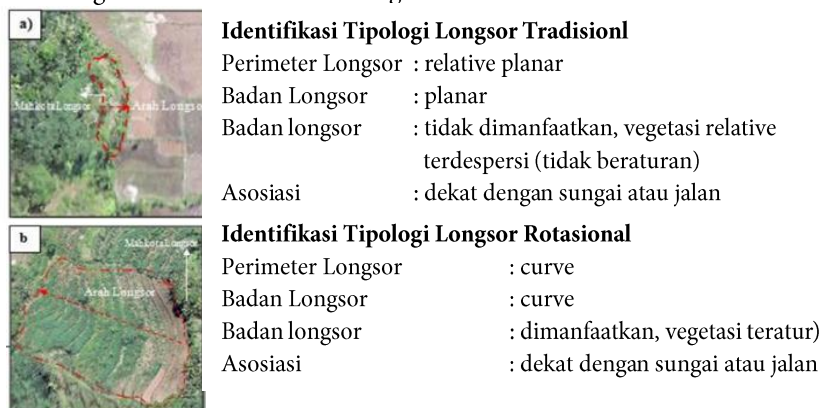 a)
Mahkota Longsor
Arah Longsor
Identifikasi Tipologi Longsor Tradisionl
Perimeter Longsor : relative planar
Badan Longsor : planar
Badan longsor : tidak dimanfaatkan, vegetasi relative
terdespersi (tidak beraturan)
Asosiasi : dekat dengan sungai atau jalan
b
Mahkota Longsor
Arah Longsor
Identifikasi Tipologi Longsor Rotasional
Perimeter Longsor : curve
Badan Longsor : curve
Badan longsor : dimanfaatkan, vegetasi teratur)
Asosiasi : dekat dengan sungai atau jalan